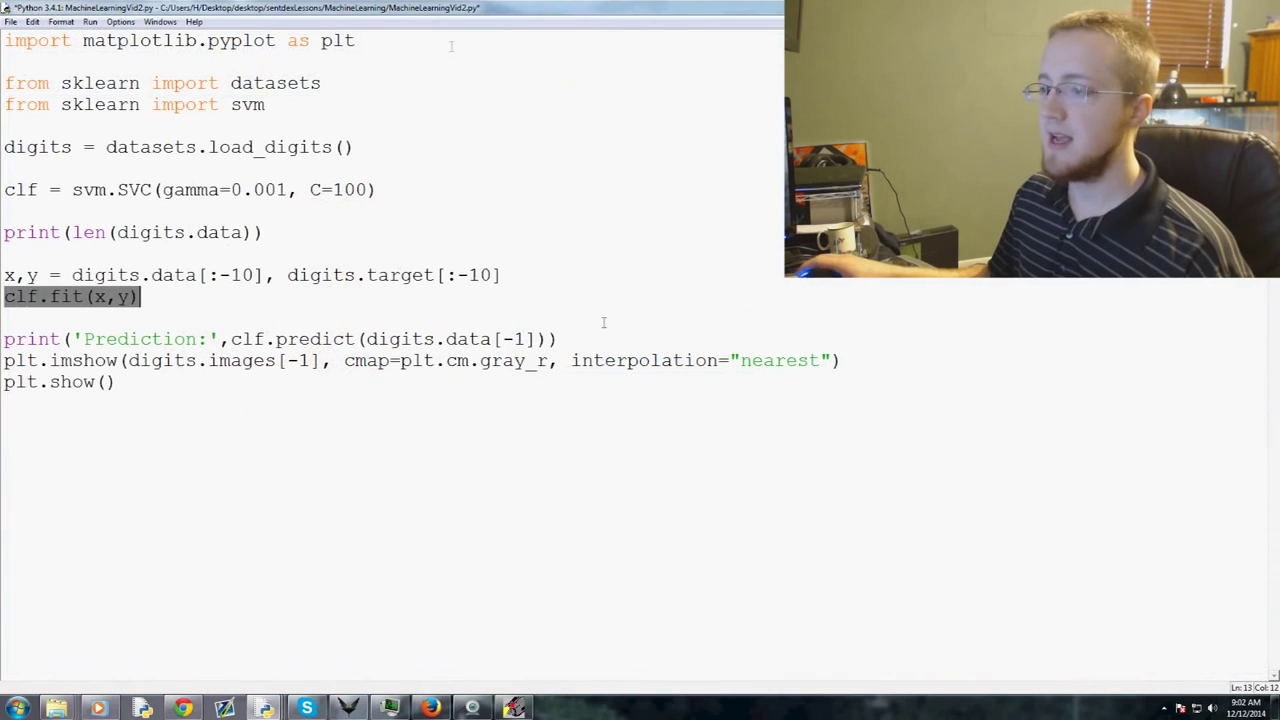 *Python 3.4.1: MachineLearningVid2.py - C:/Users/H/Desktop/desktop/sentdexLessons/MachineLearning/MachineLearningVid2.py*
File Edit Format Run Options Windows Help
import matplotlib.pyplot as plt
from sklearn import datasets
from sklearn import svm
digits = datasets.load_digits()
clf = svm.SVC(gamma=0.001, C=100)
print(len(digits.data))
x,y = digits.data[:-10], digits.target[:-10]
clf.fit(x,y)
print('Prediction:',clf.predict(digits.data[-1]))
plt.imshow(digits.images[-1], cmap=plt.cm.gray_r, interpolation="nearest")
plt.show()
Ln: 13 Col: 12
9:02 AM
12/12/2014